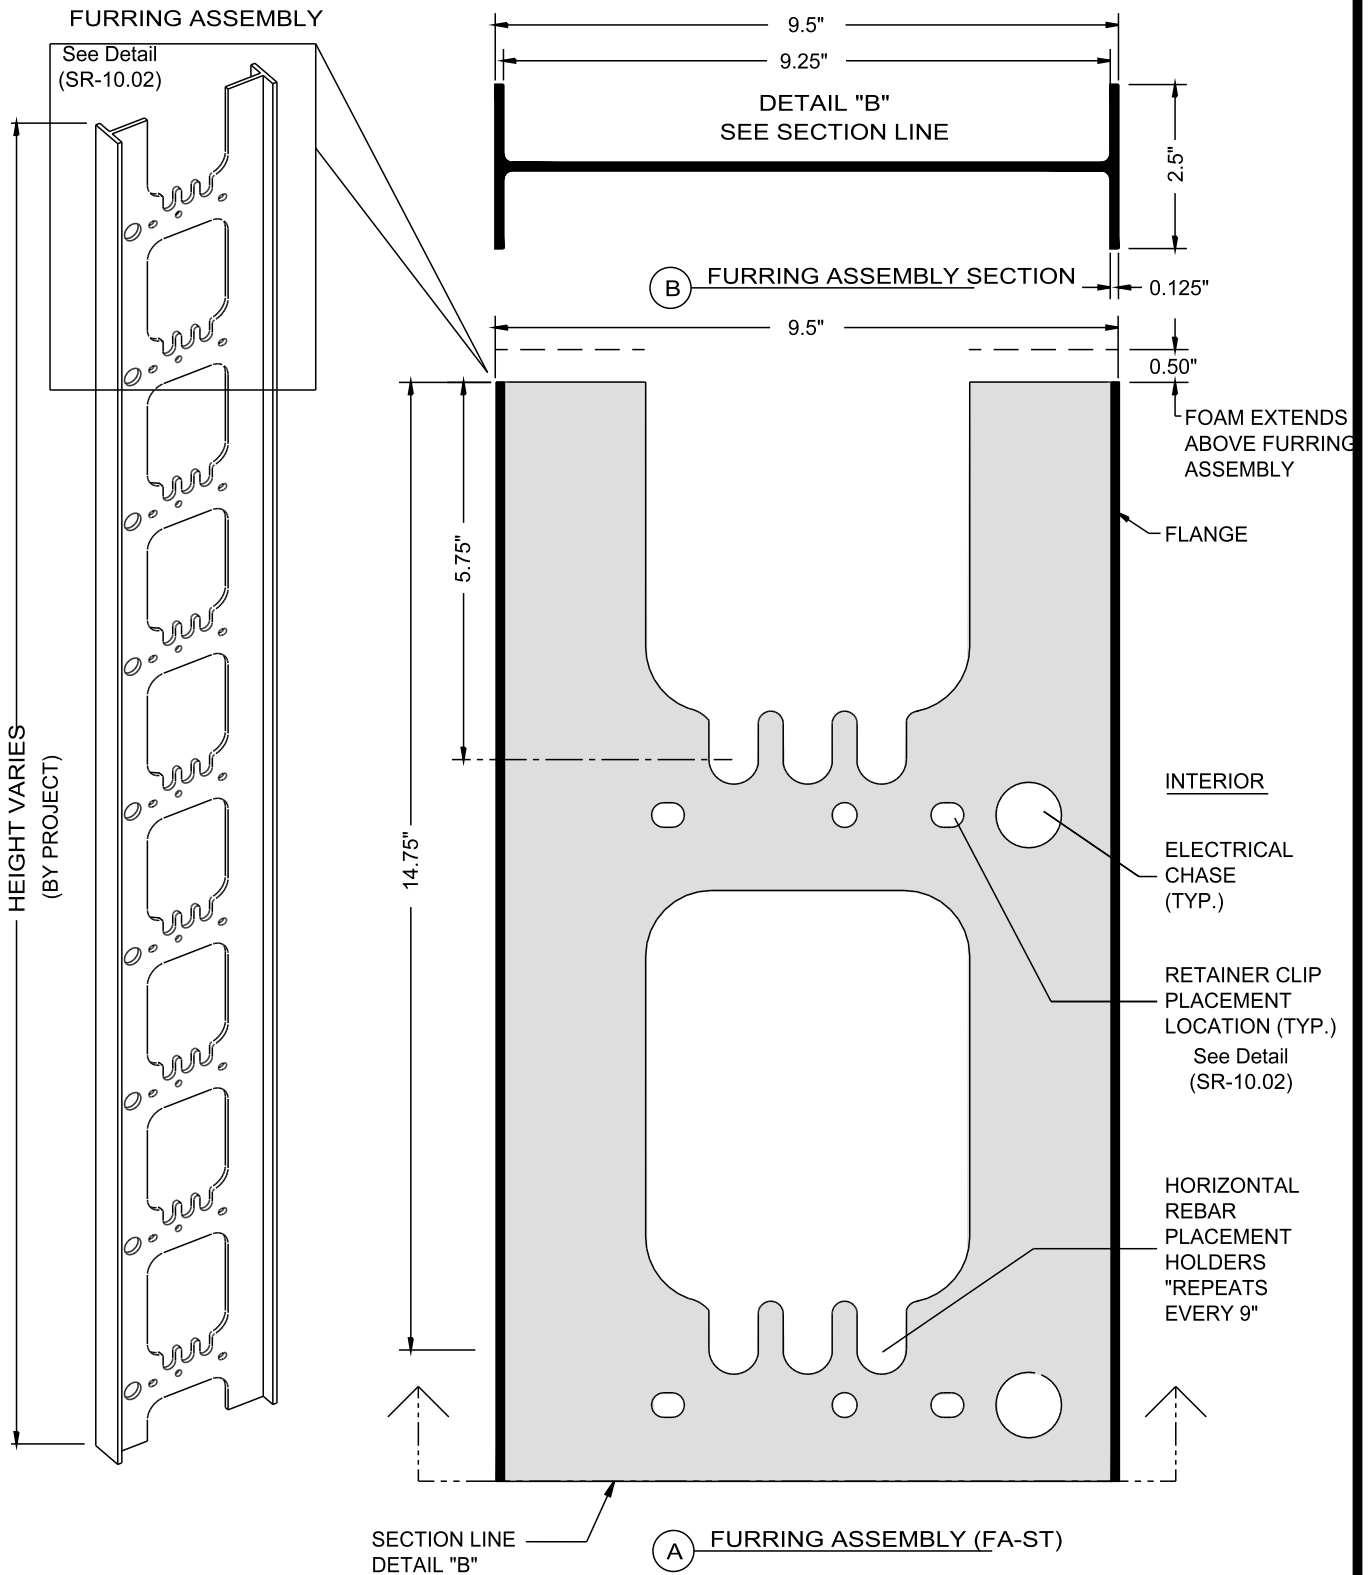 FURRING ASSEMBLY
See Detail
(SR-10.02)
HEIGHT VARIES
(BY PROJECT)
9.5"
9.25"
DETAIL "B"
SEE SECTION LINE
2.5"
B FURRING ASSEMBLY SECTION
0.125"
9.5"
0.50"
FOAM EXTENDS
ABOVE FURRING
ASSEMBLY
FLANGE
5.75"
14.75"
INTERIOR
ELECTRICAL
CHASE
(TYP.)
RETAINER CLIP
PLACEMENT
LOCATION (TYP.)
See Detail
(SR-10.02)
HORIZONTAL
REBAR
PLACEMENT
HOLDERS
"REPEATS
EVERY 9"
SECTION LINE
DETAIL "B"
A FURRING ASSEMBLY (FA-ST)